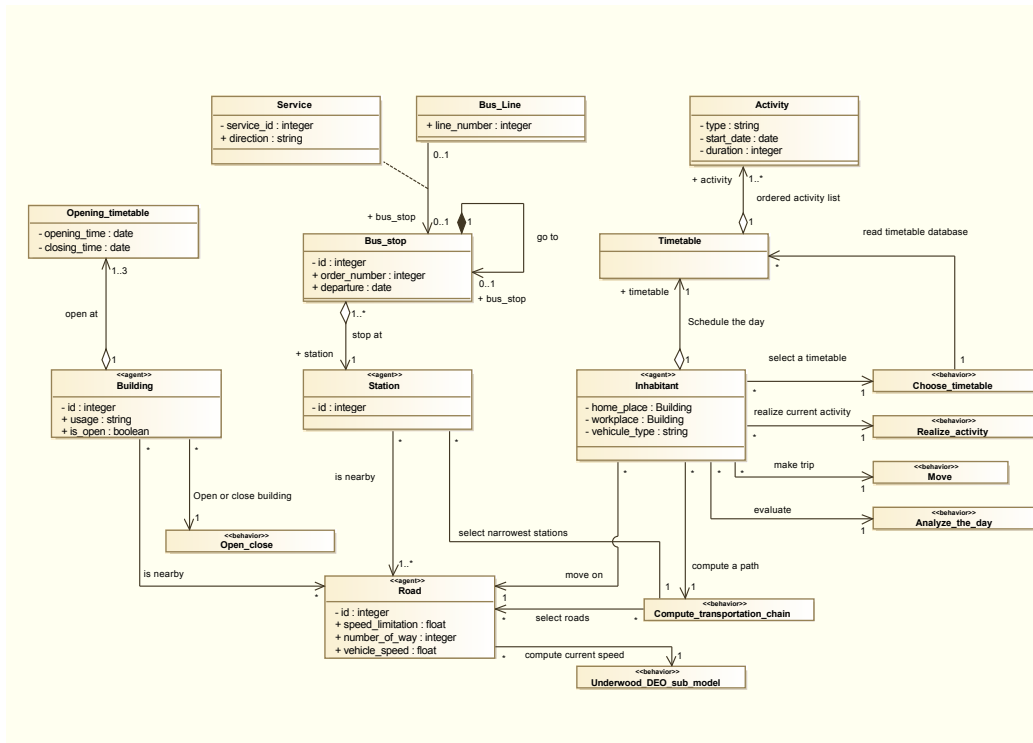 Service
- service_id : integer
+ direction : string
Bus_Line
+ line_number : integer
Activity
- type : string
- start_date : date
- duration : integer
0..1
+ bus_stop
0..1
1
+ activity
1..*
ordered activity list
Opening_timetable
- opening_time : date
- closing_time : date
1..3
open at
1
Bus_stop
- id : integer
+ order_number : integer
+ departure : date
go to
0..1
+ bus_stop
1..*
stop at
+ station
1
Timetable
read timetable database
*
+ timetable
1
Schedule the day
1
<<agent>>
Building
- id : integer
+ usage : string
+ is_open : boolean
<<agent>>
Station
- id : integer
<<agent>>
Inhabitant
- home_place : Building
- workplace : Building
- vehicule_type : string
select a timetable
*
1
1
<<behavior>>
Choose_timetable
realize current activity
*
1
<<behavior>>
Realize_activity
make trip
*
1
<<behavior>>
Move
evaluate
*
1
<<behavior>>
Analyze_the_day
*
*
Open or close building
1
<<behavior>>
Open_close
is nearby
*
*
is nearby
1..*
*
select narrowest stations
1
*
move on
1
*
compute a path
1
<<agent>>
Road
- id : integer
+ speed_limitation : float
+ number_of_way : integer
+ vehicle_speed : float
*
select roads
*
<<behavior>>
Compute_transportation_chain
*
compute current speed
1
<<behavior>>
Underwood_DEO_sub_model